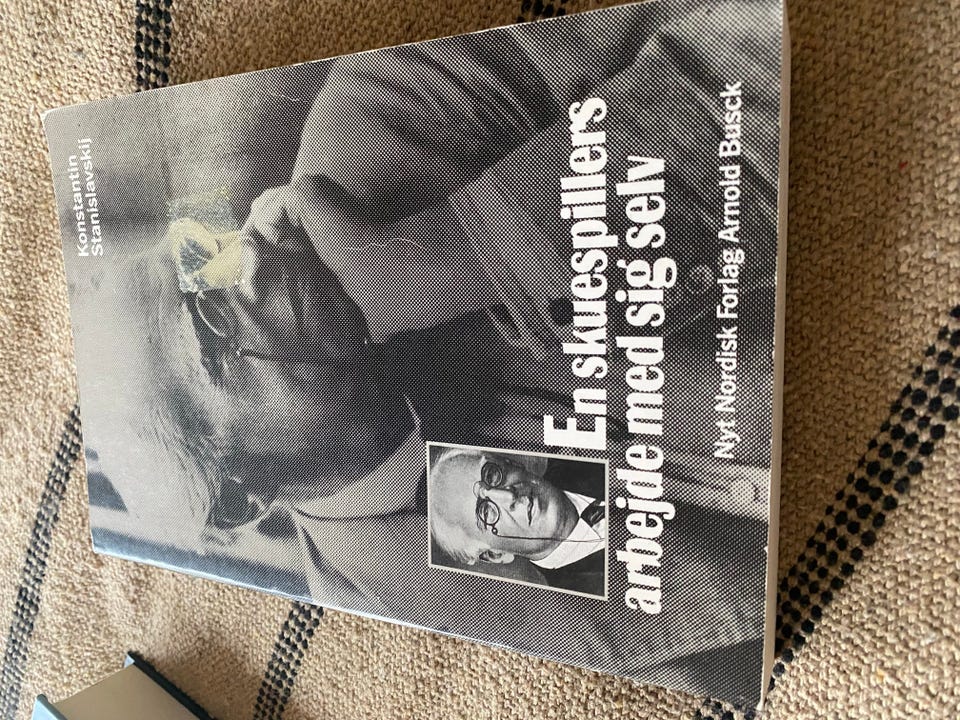 Konstantin
Stanislavskij
En skuespillers
arbejde med sig selv
Nyt Nordisk Forlag Arnold Busck